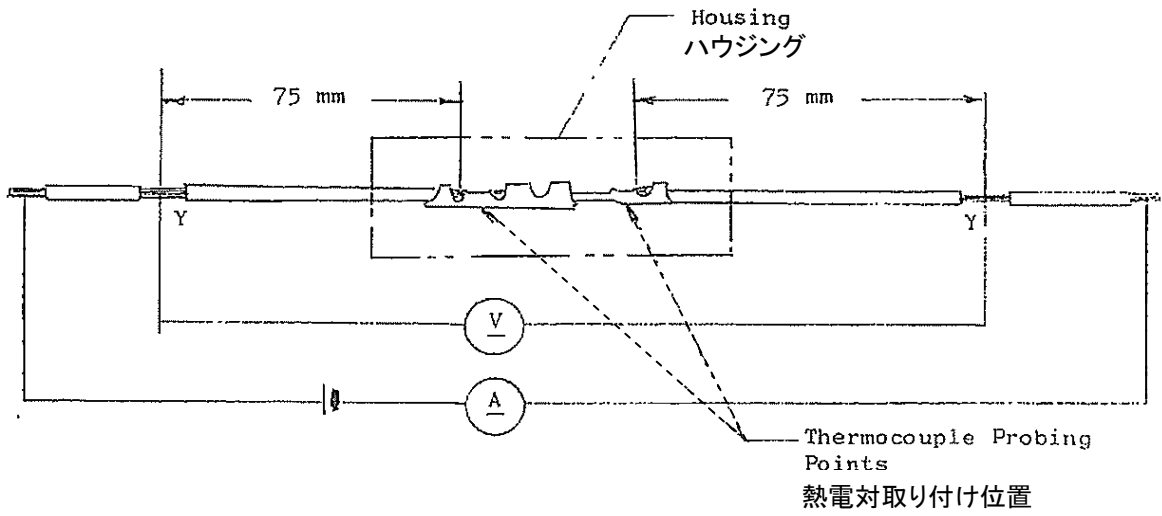 Housing
ハウジング
75 mm
75 mm
Y
Y
V
A
Thermocouple Probing
Points
熱電対取り付け位置